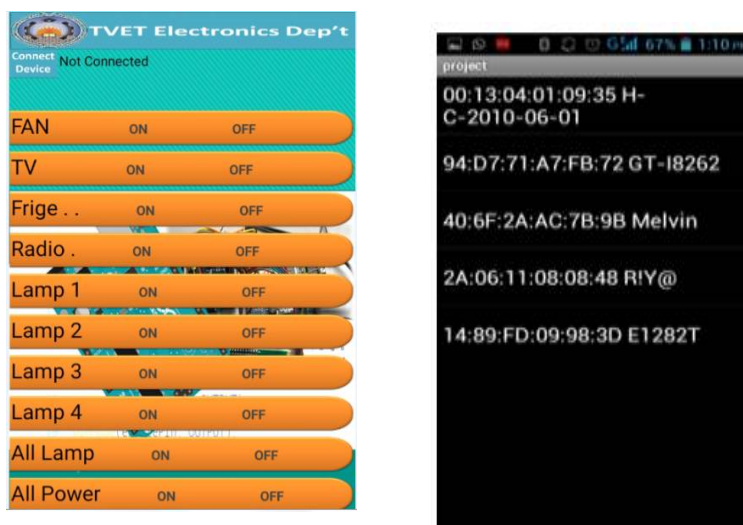 TVET Electronics Dep't
Connect
Device
Not Connected
FAN ON OFF
TV ON OFF
Frige . . ON OFF
Radio . ON OFF
Lamp 1 ON OFF
Lamp 2 ON OFF
Lamp 3 ON OFF
Lamp 4 ON OFF
All Lamp ON OFF
All Power ON OFF
67% 1:10 PM
project
00:13:04:01:09:35 H-
C-2010-06-01
94:D7:71:A7:FB:72 GT-I8262
40:6F:2A:AC:7B:9B Melvin
2A:06:11:08:08:48 R!Y@
14:89:FD:09:98:3D E1282T